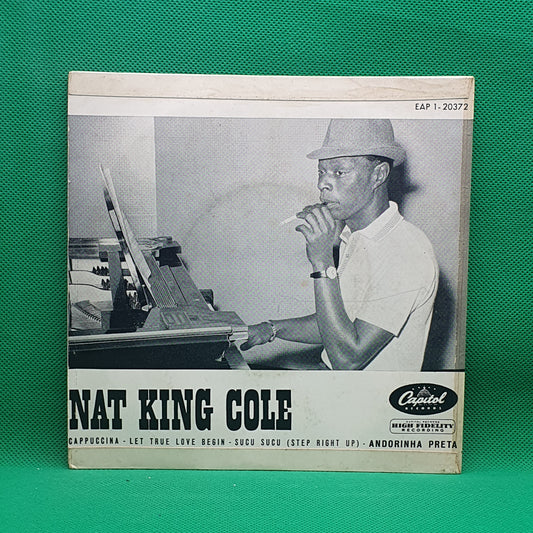 EAP 1-20372
NAT KING COLE
Capitol
RECORDS
HIGH FIDELITY
RECORDING
CAPPUCCINA - LET TRUE LOVE BEGIN - SUCU SUCU (STEP RIGHT UP) - ANDORINHA PRETA